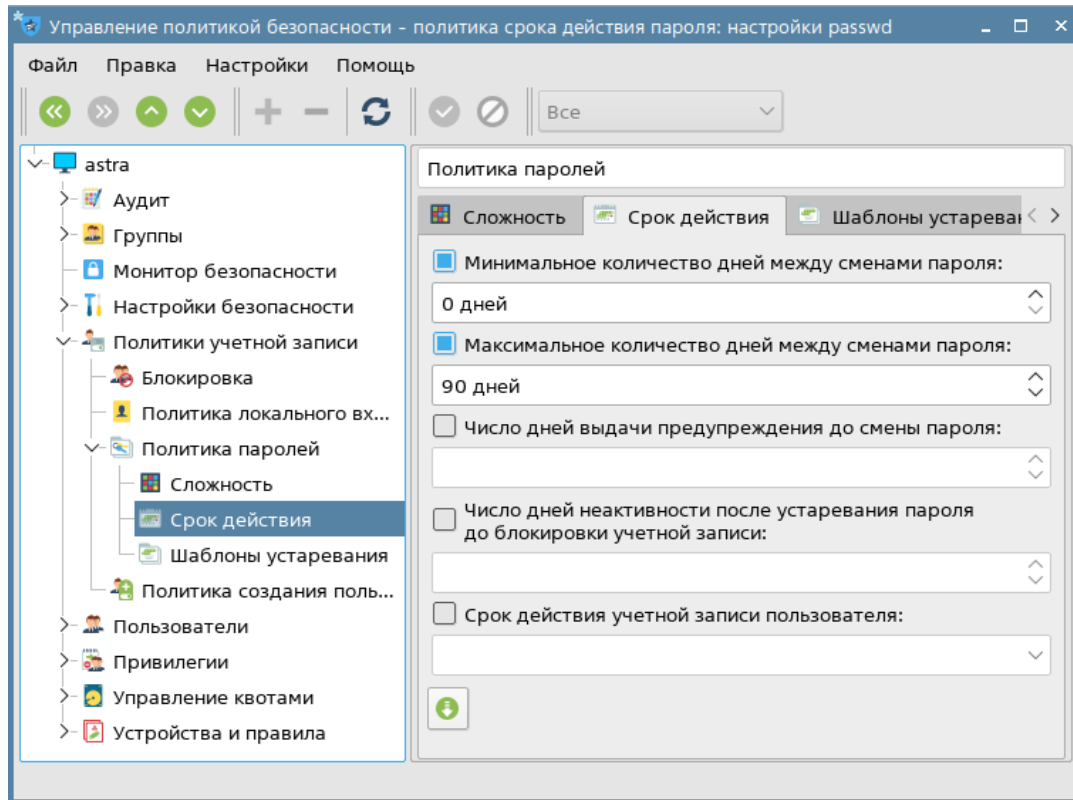 Управление политикой безопасности – политика срока действия пароля: настройки passwd
Файл Правка Настройки Помощь
Все
astra
Аудит
Группы
Монитор безопасности
Настройки безопасности
Политики учетной записи
Блокировка
Политика локального вх...
Политика паролей
Сложность
Срок действия
Шаблоны устаревания
Политика создания поль...
Пользователи
Привилегии
Управление квотами
Устройства и правила
Политика паролей
Сложность Срок действия Шаблоны устареван
Минимальное количество дней между сменами пароля:
0 дней
Максимальное количество дней между сменами пароля:
90 дней
Число дней выдачи предупреждения до смены пароля:
Число дней неактивности после устаревания пароля
до блокировки учетной записи:
Срок действия учетной записи пользователя: